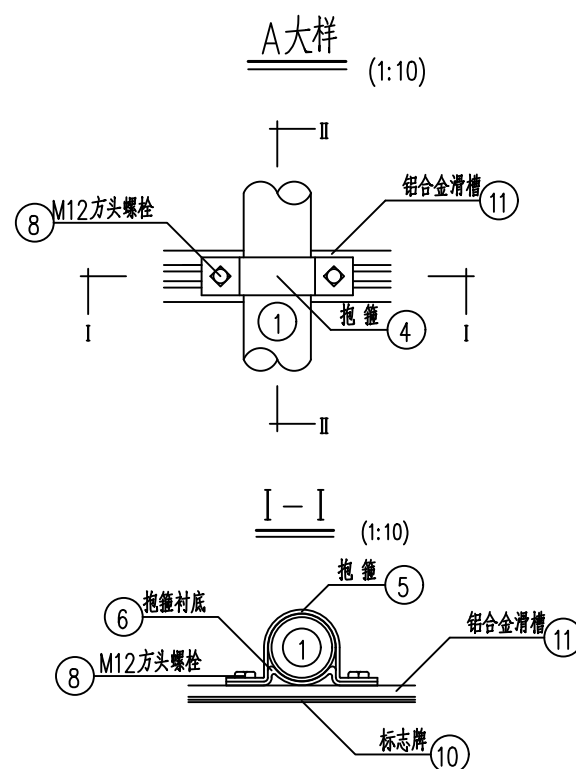 A大样
(1:10)
II
铝合金滑槽 11
8 M12方头螺栓
I I
1
抱箍 4
II
I-I
(1:10)
抱箍 5
6 抱箍衬底
1
铝合金滑槽 11
8 M12方头螺栓
标志牌 10